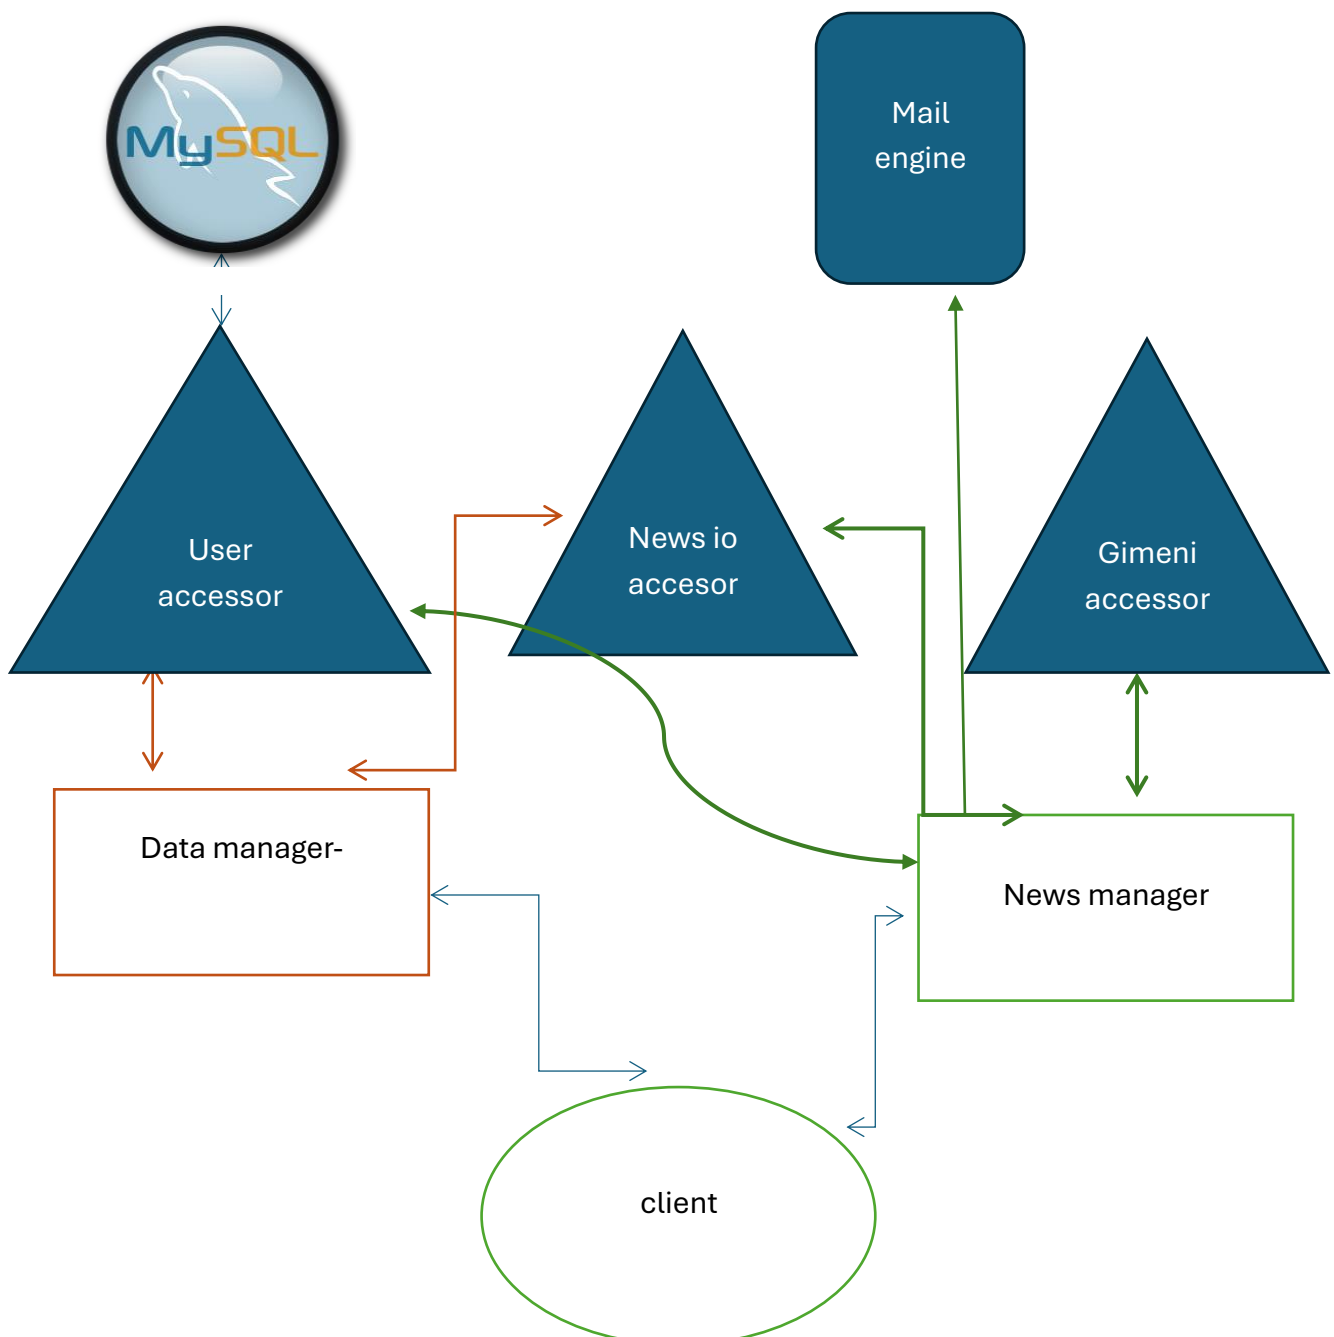 MySQL
Mail
engine
User
accessor
News io
accesor
Gimeni
accessor
Data manager-
News manager
client